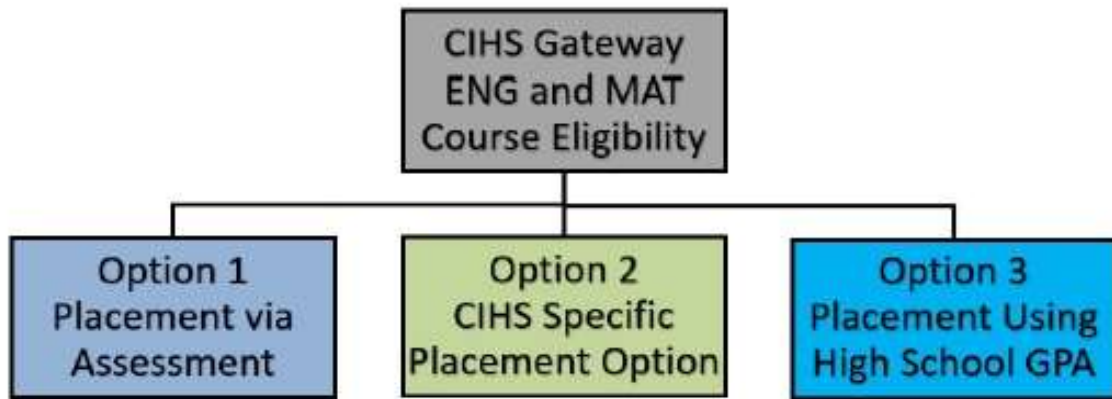 CIHS Gateway
ENG and MAT
Course Eligibility
Option 1
Placement via
Assessment
Option 2
CIHS Specific
Placement Option
Option 3
Placement Using
High School GPA